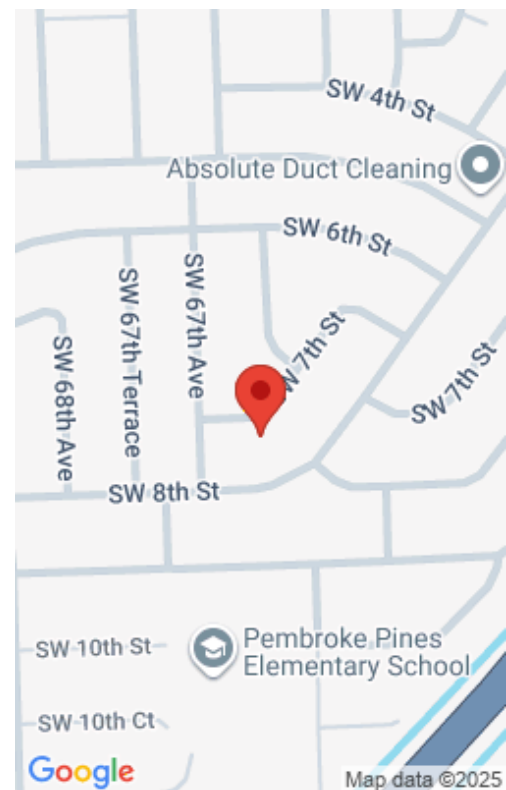 SW 4th St
Absolute Duct Cleaning
SW 6th St
SW 67th Terrace
SW 67th Ave
SW 68th Ave
W 7th St
SW 7th St
SW 8th St
SW 10th St
Pembroke Pines
Elementary School
SW 10th Ct
Google
Map data ©2025